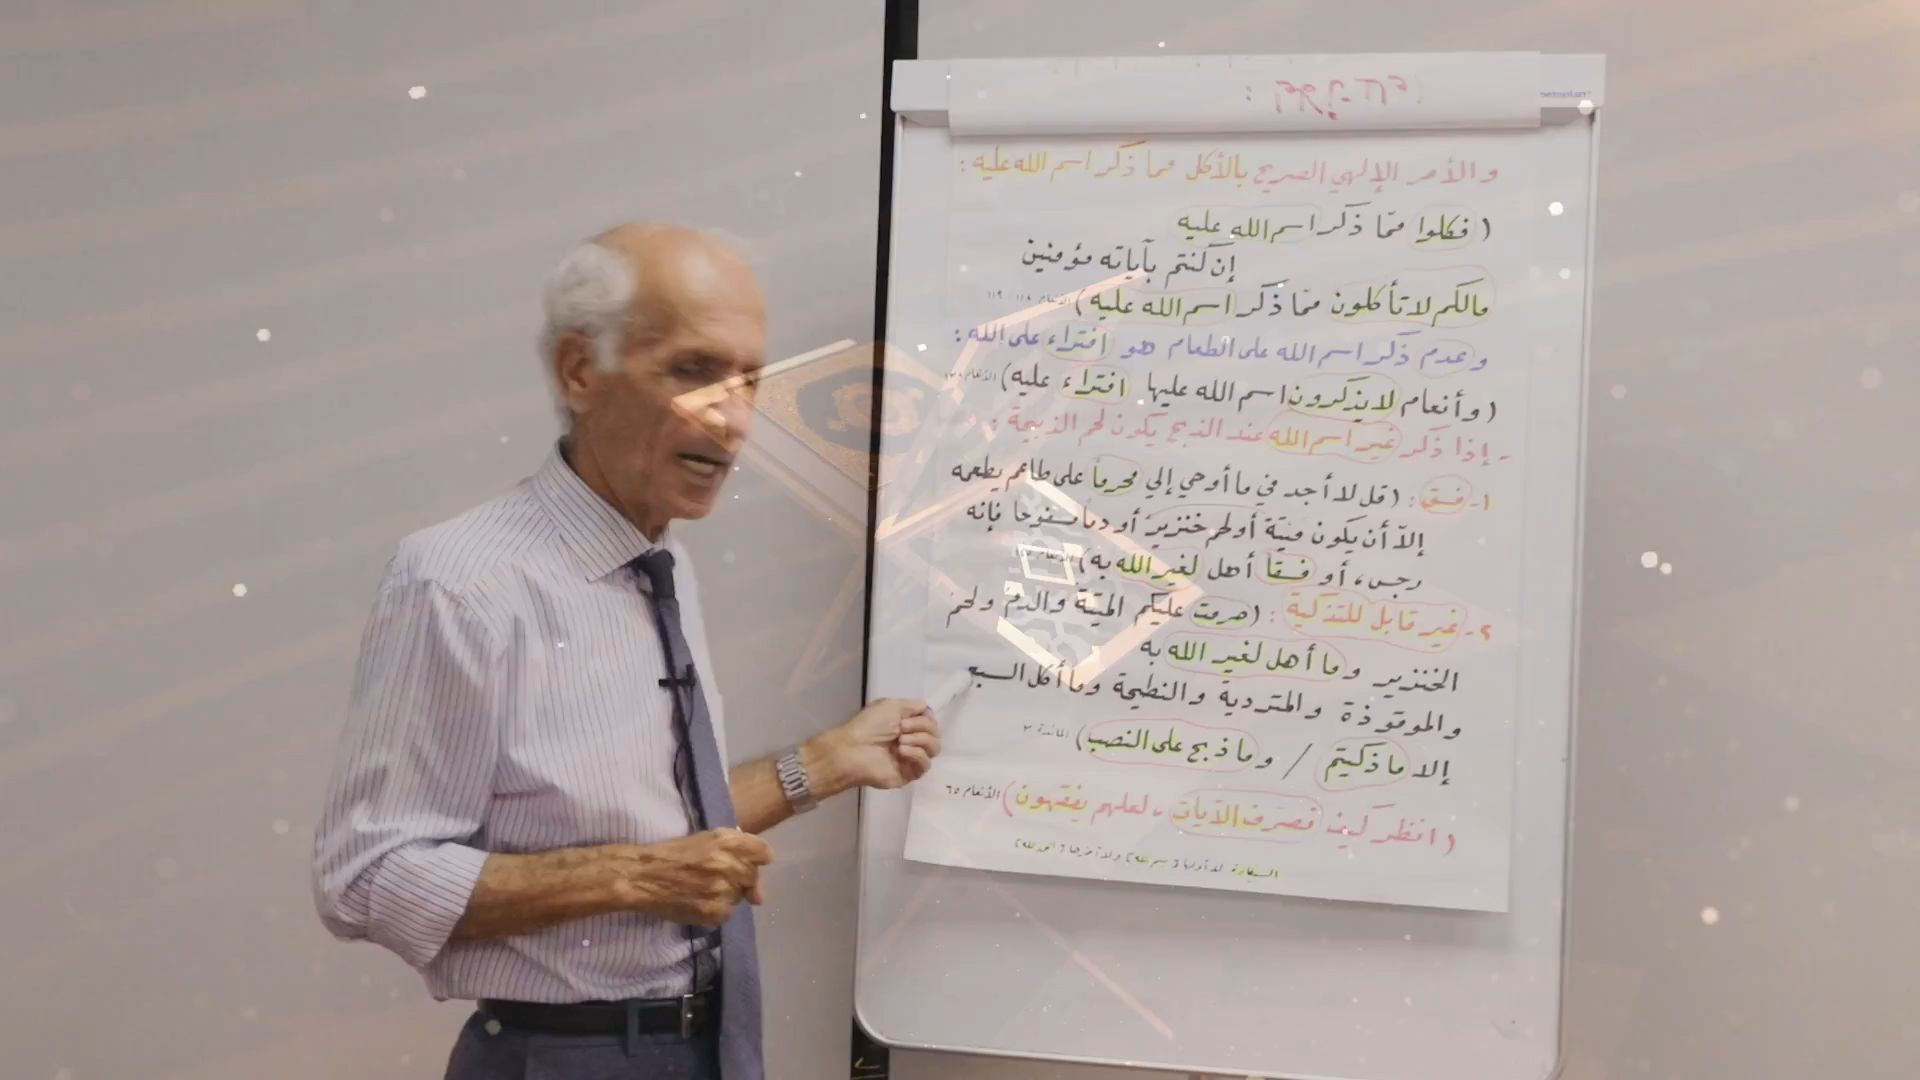 والأمر الإلهي الصريح بالأكل مما ذكر اسم الله عليه :
( فكلوا ممّا ذكر اسم الله عليه
إن كنتم بآياته مؤمنين
مالكم لا تأكلون ممّا ذكر اسم الله عليه ) الأنعام ١١٨ - ١١٩
وعدم ذكر اسم الله على الطعام هو افتراء على الله :
( وأنعام لا يذكرون اسم الله عليها افتراء عليه ) الأنعام
- إذا ذكر غير اسم الله عند الذبح يكون لحم الذبيحة :
١- فسق : ( قل لا أجد في ما أوحي إلي محرماً على طاعم يطعمه
إلاّ أن يكون ميتة أو لحم خنزير أو دماً مسفوحا فإنه
رجس ، أو فسقا أهل لغير الله به ) الأنعام
٢- غير قابل للتذكية : ( حرمت عليكم الميتة والدم ولحم
الخنزير وما أهل لغير الله به
والموقوذة والمتردية والنطيحة وما أكل السبع
إلا ما ذكيتم / وما ذبح على النصب ) المائدة ٣
( انظر كيف نصرف الآيات ، لعلهم يفقهون ) الأنعام ٦٥